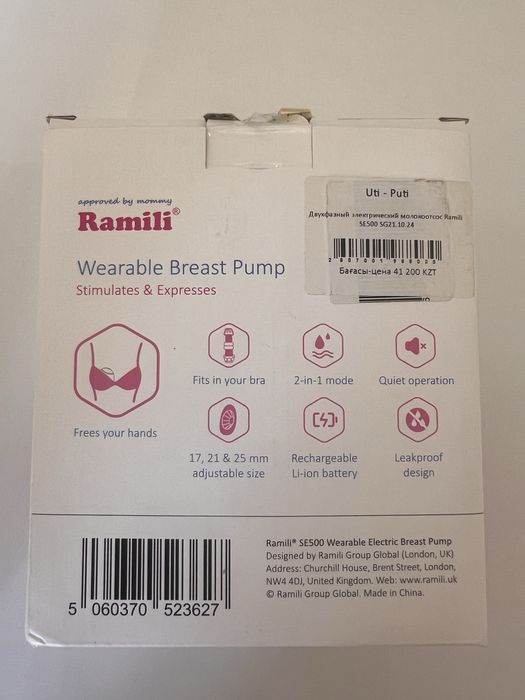 approved by mommy
Ramili®
Wearable Breast Pump
Stimulates & Expresses
Uti - Puti
Двухфазный электрический молокоотсос Ramili
SE500 SG21.10.24
Бағасы-цена 41 200 KZT
Frees your hands
Fits in your bra
2-in-1 mode
Quiet operation
17, 21 & 25 mm
adjustable size
Rechargeable
Li-ion battery
Leakproof
design
5 060370 523627
Ramili® SE500 Wearable Electric Breast Pump
Designed by Ramili Group Global (London, UK)
Address: Churchill House, Brent Street, London,
NW4 4DJ, United Kingdom. Web: www.ramili.uk
© Ramili Group Global. Made in China.